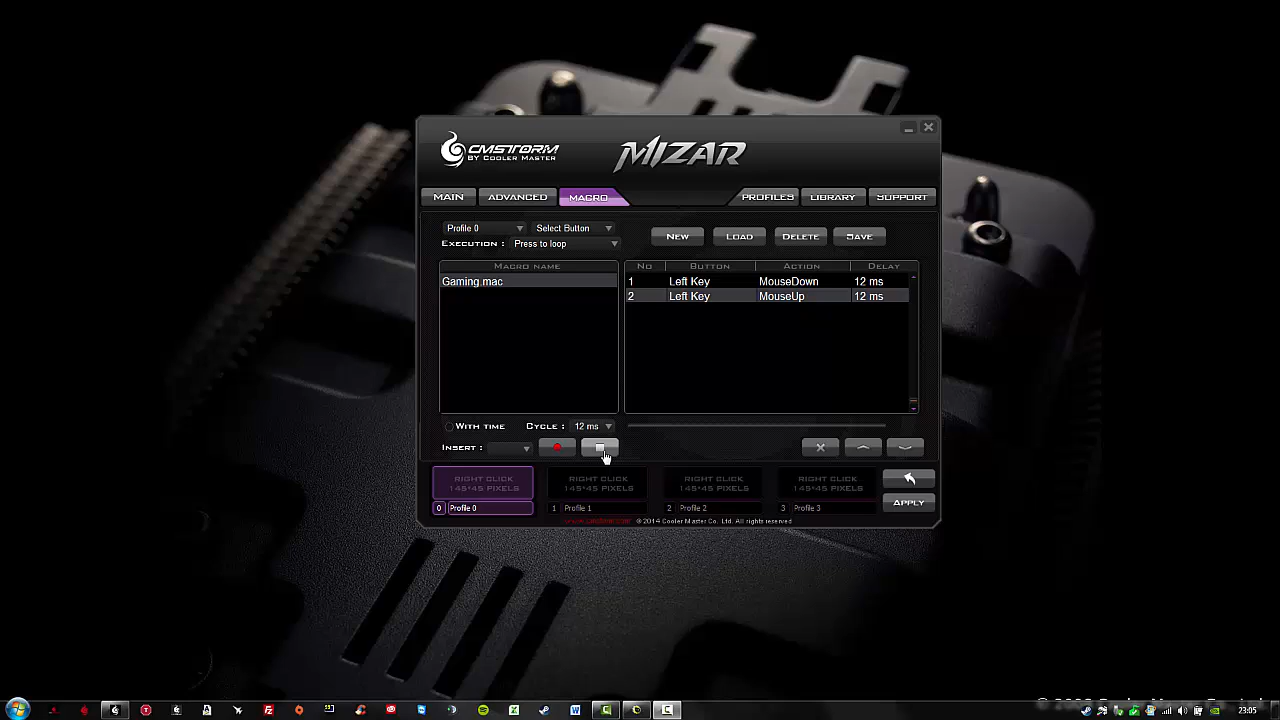 CMSTORM
BY COOLER MASTER
MIZAR
MAIN
ADVANCED
MACRO
PROFILES
LIBRARY
SUPPORT
Profile 0
Select Button
NEW
LOAD
DELETE
SAVE
EXECUTION :
Press to loop
MACRO NAME
NO
BUTTON
ACTION
DELAY
Gaming.mac
1
Left Key
MouseDown
12 ms
2
Left Key
MouseUp
12 ms
WITH TIME
CYCLE :
12 ms
INSERT :
RIGHT CLICK
145*45 PIXELS
RIGHT CLICK
145*45 PIXELS
RIGHT CLICK
145*45 PIXELS
RIGHT CLICK
145*45 PIXELS
0
Profile 0
1
Profile 1
2
Profile 2
3
Profile 3
APPLY
© 2014 Cooler Master Co. Ltd. All rights reserved
23:05